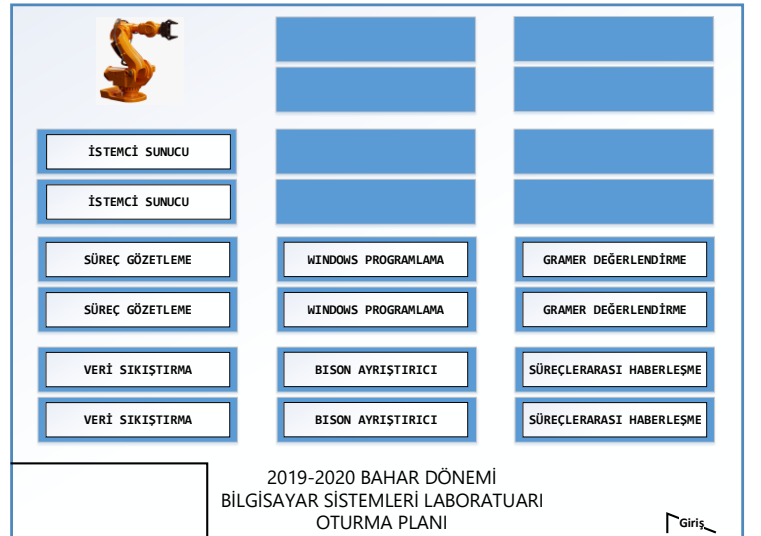 İSTEMCİ SUNUCU
İSTEMCİ SUNUCU
SÜREÇ GÖZETLEME WINDOWS PROGRAMLAMA GRAMER DEĞERLENDİRME
SÜREÇ GÖZETLEME WINDOWS PROGRAMLAMA GRAMER DEĞERLENDİRME
VERİ SIKIŞTIRMA BISON AYRIŞTIRICI SÜREÇLERARASI HABERLEŞME
VERİ SIKIŞTIRMA BISON AYRIŞTIRICI SÜREÇLERARASI HABERLEŞME
2019-2020 BAHAR DÖNEMİ
BİLGİSAYAR SİSTEMLERİ LABORATUARI
OTURMA PLANI
Giriş